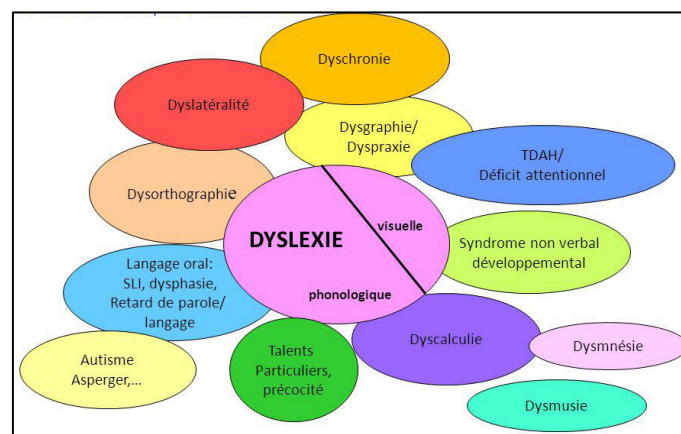 Dyschronie
Dyslatéralité
Dysgraphie/
Dyspraxie
TDAH/
Déficit attentionnel
Dysorthographie
DYSLEXIE
visuelle
phonologique
Syndrome non verbal
développemental
Langage oral:
SLI, dysphasie,
Retard de parole/
langage
Autisme
Asperger,...
Talents
Particuliers,
précocité
Dyscalculie
Dysmnésie
Dysmusie